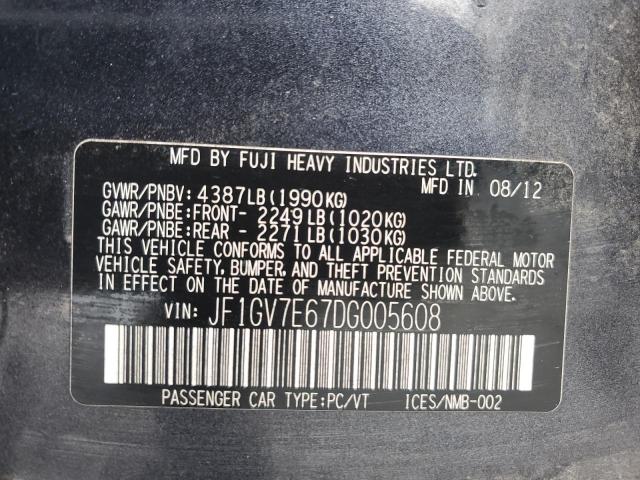 MFD BY FUJI HEAVY INDUSTRIES LTD.
MFD IN 08/12
GVWR/PNBV: 4387LB(1990KG)
GAWR/PNBE:FRONT- 2249LB(1020KG)
GAWR/PNBE:REAR - 2271LB(1030KG)
THIS VEHICLE CONFORMS TO ALL APPLICABLE FEDERAL MOTOR
VEHICLE SAFETY, BUMPER, AND THEFT PREVENTION STANDARDS
IN EFFECT ON THE DATE OF MANUFACTURE SHOWN ABOVE.
VIN: JF1GV7E67DG005608
PASSENGER CAR TYPE:PC/VT ICES/NMB-002